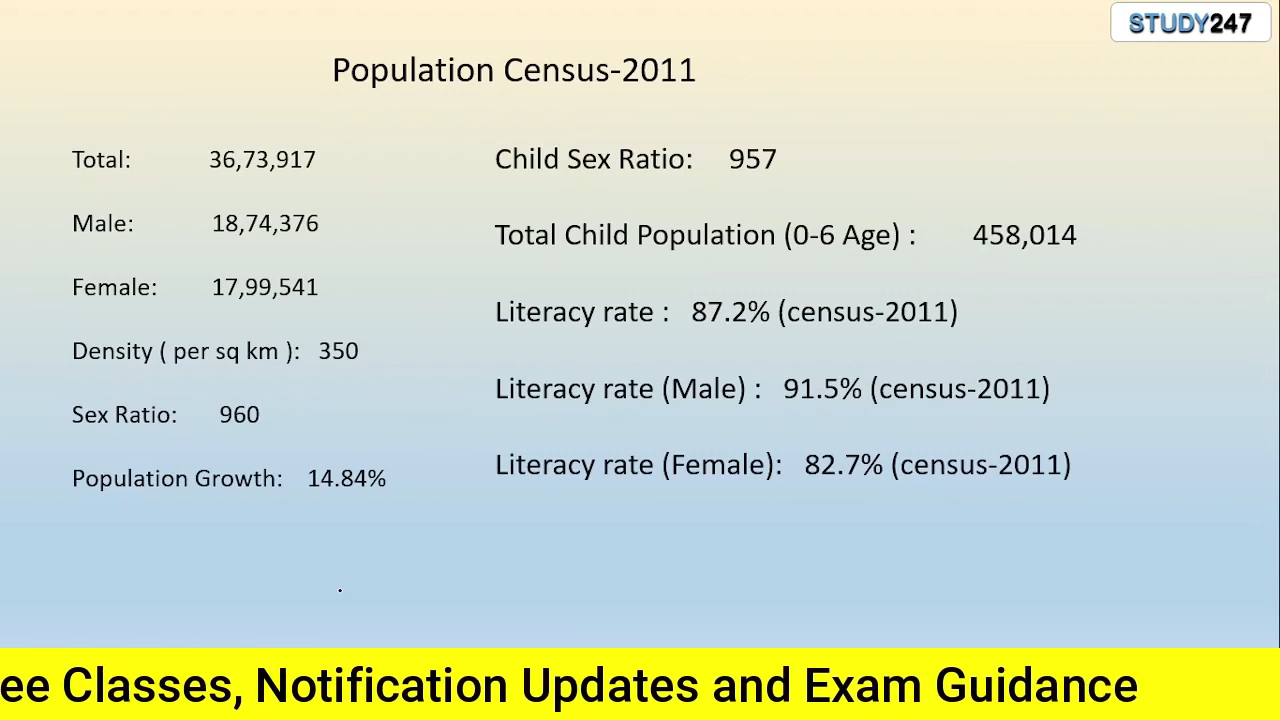 STUDY247
Population Census-2011
Total: 36,73,917
Male: 18,74,376
Female: 17,99,541
Density ( per sq km ): 350
Sex Ratio: 960
Population Growth: 14.84%
Child Sex Ratio: 957
Total Child Population (0-6 Age) : 458,014
Literacy rate : 87.2% (census-2011)
Literacy rate (Male) : 91.5% (census-2011)
Literacy rate (Female): 82.7% (census-2011)
ee Classes, Notification Updates and Exam Guidance